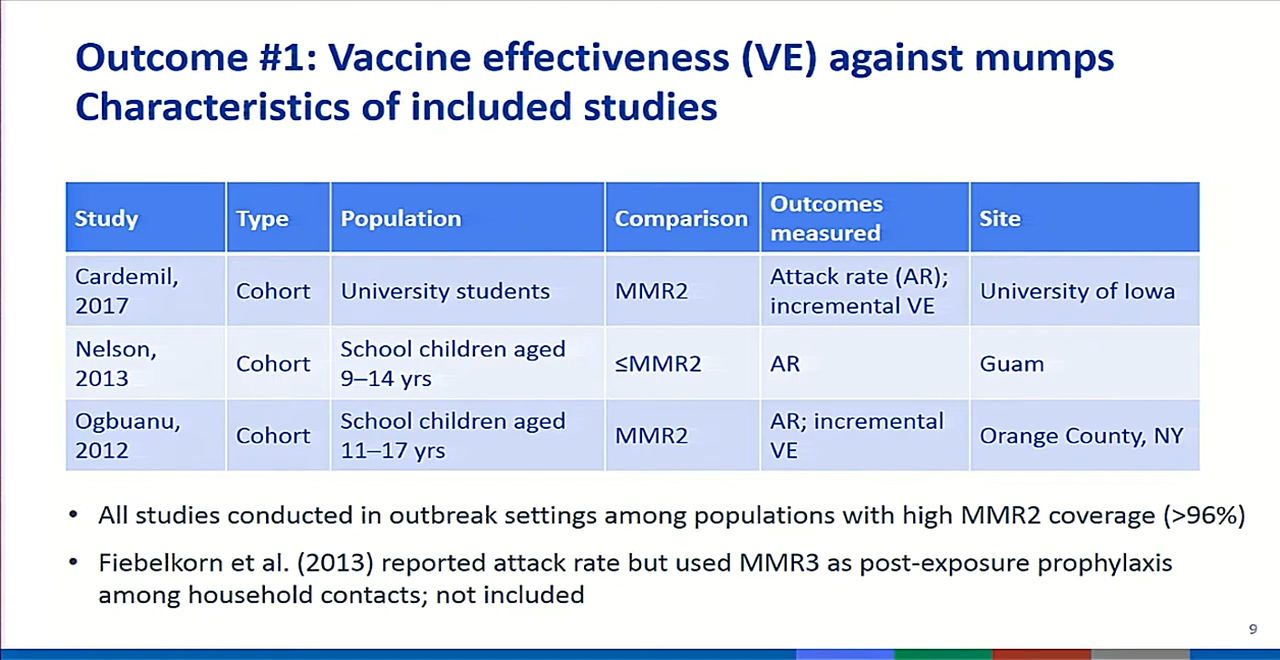 Outcome #1: Vaccine effectiveness (VE) against mumps
Characteristics of included studies
Study Type Population Comparison Outcomes measured Site
Cardemil, 2017 Cohort University students MMR2 Attack rate (AR); incremental VE University of Iowa
Nelson, 2013 Cohort School children aged 9–14 yrs ≤MMR2 AR Guam
Ogbuanu, 2012 Cohort School children aged 11–17 yrs MMR2 AR; incremental VE Orange County, NY
• All studies conducted in outbreak settings among populations with high MMR2 coverage (>96%)
• Fiebelkorn et al. (2013) reported attack rate but used MMR3 as post-exposure prophylaxis
among household contacts; not included
9